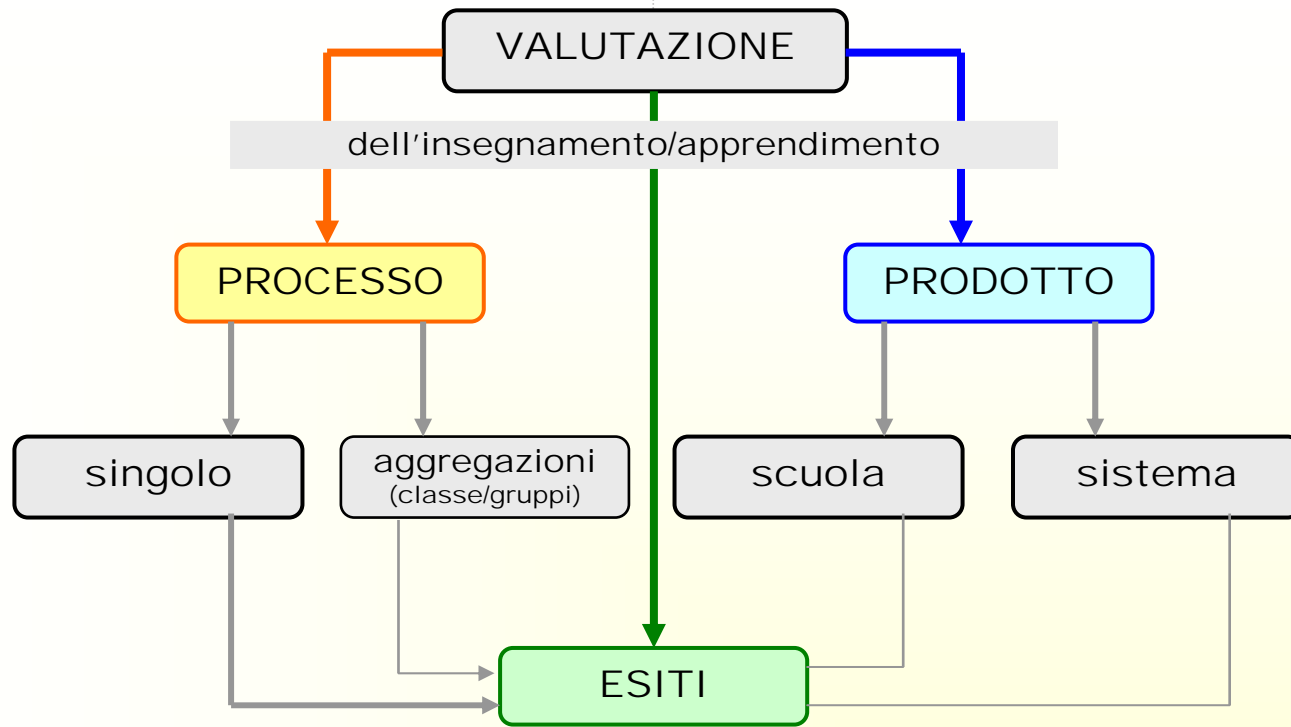 VALUTAZIONE
dell'insegnamento/apprendimento
PROCESSO
PRODOTTO
singolo
aggregazioni
(classe/gruppi)
scuola
sistema
ESITI